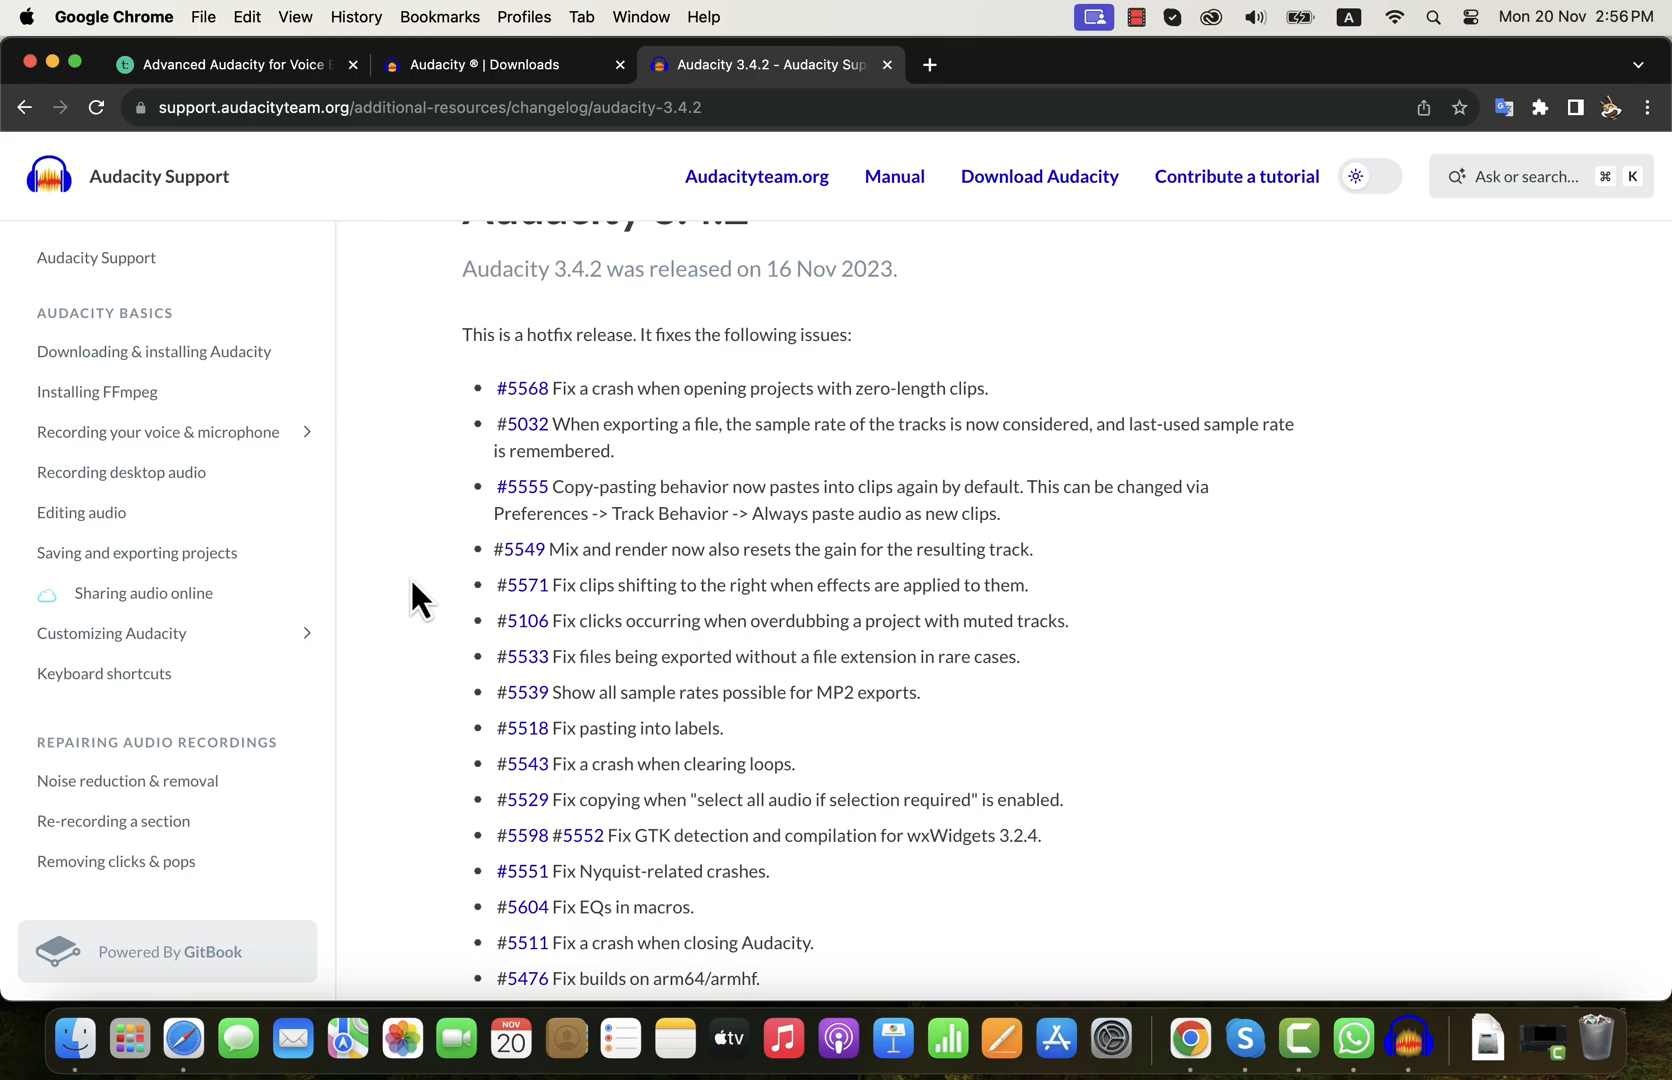 Google Chrome File Edit View History Bookmarks Profiles Tab Window Help A Mon 20 Nov 2:56 PM
Advanced Audacity for Voice Audacity ® | Downloads Audacity 3.4.2 - Audacity Sup
support.audacityteam.org/additional-resources/changelog/audacity-3.4.2
Audacity Support Audacityteam.org Manual Download Audacity Contribute a tutorial Ask or search... ⌘ K
Audacity Support
AUDACITY BASICS
Downloading & installing Audacity
Installing FFmpeg
Recording your voice & microphone
Recording desktop audio
Editing audio
Saving and exporting projects
Sharing audio online
Customizing Audacity
Keyboard shortcuts
REPAIRING AUDIO RECORDINGS
Noise reduction & removal
Re-recording a section
Removing clicks & pops
Powered By GitBook
Audacity 3.4.2
Audacity 3.4.2 was released on 16 Nov 2023.
This is a hotfix release. It fixes the following issues:
• #5568 Fix a crash when opening projects with zero-length clips.
• #5032 When exporting a file, the sample rate of the tracks is now considered, and last-used sample rate
is remembered.
• #5555 Copy-pasting behavior now pastes into clips again by default. This can be changed via
Preferences -> Track Behavior -> Always paste audio as new clips.
• #5549 Mix and render now also resets the gain for the resulting track.
• #5571 Fix clips shifting to the right when effects are applied to them.
• #5106 Fix clicks occurring when overdubbing a project with muted tracks.
• #5533 Fix files being exported without a file extension in rare cases.
• #5539 Show all sample rates possible for MP2 exports.
• #5518 Fix pasting into labels.
• #5543 Fix a crash when clearing loops.
• #5529 Fix copying when "select all audio if selection required" is enabled.
• #5598 #5552 Fix GTK detection and compilation for wxWidgets 3.2.4.
• #5551 Fix Nyquist-related crashes.
• #5604 Fix EQs in macros.
• #5511 Fix a crash when closing Audacity.
• #5476 Fix builds on arm64/armhf.
NOV
20
tv